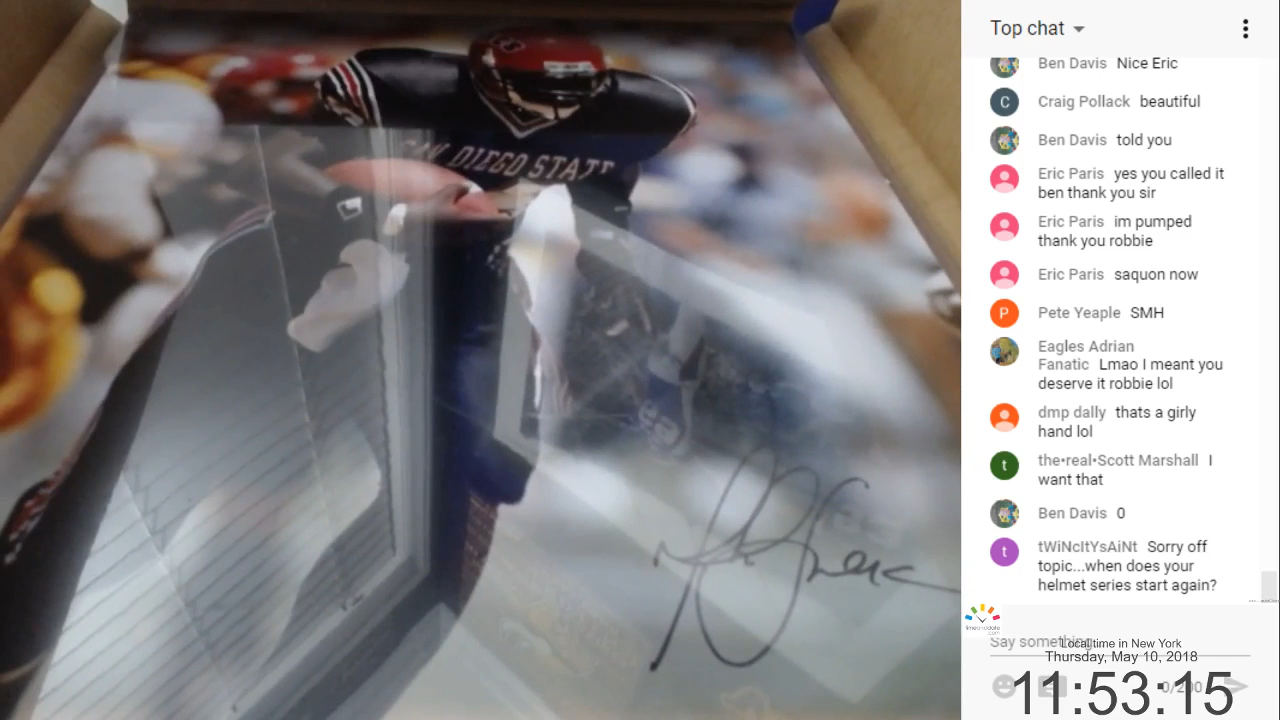 SAN DIEGO STATE
Top chat
Ben Davis Nice Eric
C
Craig Pollack beautiful
Ben Davis told you
Eric Paris yes you called it
ben thank you sir
Eric Paris im pumped
thank you robbie
Eric Paris saquon now
P
Pete Yeaple SMH
Eagles Adrian
Fanatic Lmao I meant you
deserve it robbie lol
dmp dally thats a girly
hand lol
t
the•real•Scott Marshall I
want that
Ben Davis 0
t
tWiNcItYsAiNt Sorry off
topic...when does your
helmet series start again?
Say something...
Local time in New York
Thursday, May 10, 2018
0/200
11:53:15